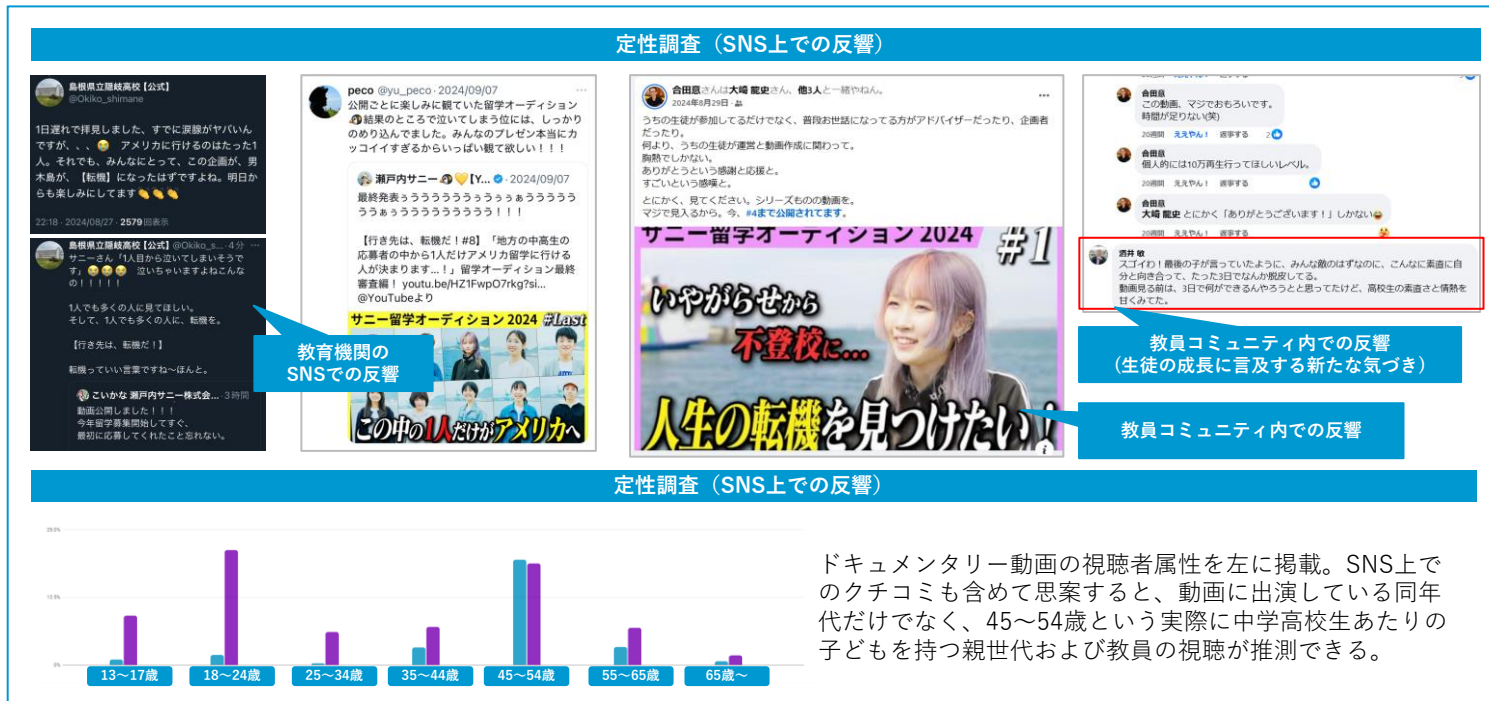 定性調査（SNS上での反響）
島根県立隠岐高校【公式】
@Okiko_shimane
1日遅れで拝見しました、すでに涙腺がヤバいん
ですが、、、😭 アメリカに行けるのはたった1
人。それでも、みんなにとって、この企画が、男
木島が、【転機】になったはずですよね。明日か
らも楽しみにしてます👏👏👏
22:18 · 2024/08/27 · 2579 回表示
島根県立隠岐高校【公式】@Okiko_s... · 4分
サニーさん「1人目から泣いてしまいそうで
す」😭😭😭 泣いちゃいますよねこんな
の！！！！！
1人でも多くの人に見てほしい。
そして、1人でも多くの人に、転機を。
【行き先は、転機だ！】
転機っていい言葉ですね〜ほんと。
こいかな 瀬戸内サニー株式会... · 3時間
動画公開しました！！！
今年留学募集開始してすぐ、
最初に応募してくれたこと忘れない。
教育機関の
SNSでの反響
peco @yu_peco · 2024/09/07
公開ごとに楽しみに観ていた留学オーディション
結果のところで泣いてしまう位には、しっかり
のめり込んでました。みんなのプレゼン本当にカ
ッコイイすぎるからいっぱい観て欲しい！！！
瀬戸内サニー【Y... · 2024/09/07
【行き先は、転機だ！#8】「地方の中高生の
応募者の中から1人だけアメリカ留学に行ける
人が決まります...！」留学オーディション最終
審査編！ youtu.be/HZ1FwpO7rkg?si...
@YouTubeより
サニー留学オーディション 2024 #Last
この中の1人だけがアメリカへ
合田意さんは大崎 龍史さん、他3人と一緒やねん。
2024年8月29日
うちの生徒が参加してるだけでなく、普段お世話になってる方がアドバイザーだったり、企画者
だったり。
何より、うちの生徒が運営と動画作成に関わって。
胸熱でしかない。
ありがとうという感謝と応援と。
すごいという感嘆と。
とにかく、見てください。シリーズものの動画を。
マジで見入るから。今、#4まで公開されてます。
サニー留学オーディション 2024 #1
いやがらせから
不登校に...
人生の転機を見つけたい！
合田意
この動画、マジでおもろいです。
時間が足りない(笑)
20週間 ええやん！ 返事する 2
合田意
個人的には10万再生行ってほしいレベル。
20週間 ええやん！ 返事する
合田意
大崎 龍史 とにかく「ありがとうございます！」しかない😂
20週間 ええやん！ 返事する
酒井 敏
スゴイわ！最後の子が言っていたように、みんな敵のはずなのに、こんなに素直に自
分と向き合って、たった3日でなんか脱皮してる。
動画見る前は、3日で何ができるんやろうとと思ってたけど、高校生の素直さと情熱を
甘くみてた。
教員コミュニティ内での反響
(生徒の成長に言及する新たな気づき)
教員コミュニティ内での反響
定性調査（SNS上での反響）
0%
13〜17歳
18〜24歳
25〜34歳
35〜44歳
45〜54歳
55〜65歳
65歳〜
ドキュメンタリー動画の視聴者属性を左に掲載。SNS上で
のクチコミも含めて思案すると、動画に出演している同年
代だけでなく、45〜54歳という実際に中学高校生あたりの
子どもを持つ親世代および教員の視聴が推測できる。